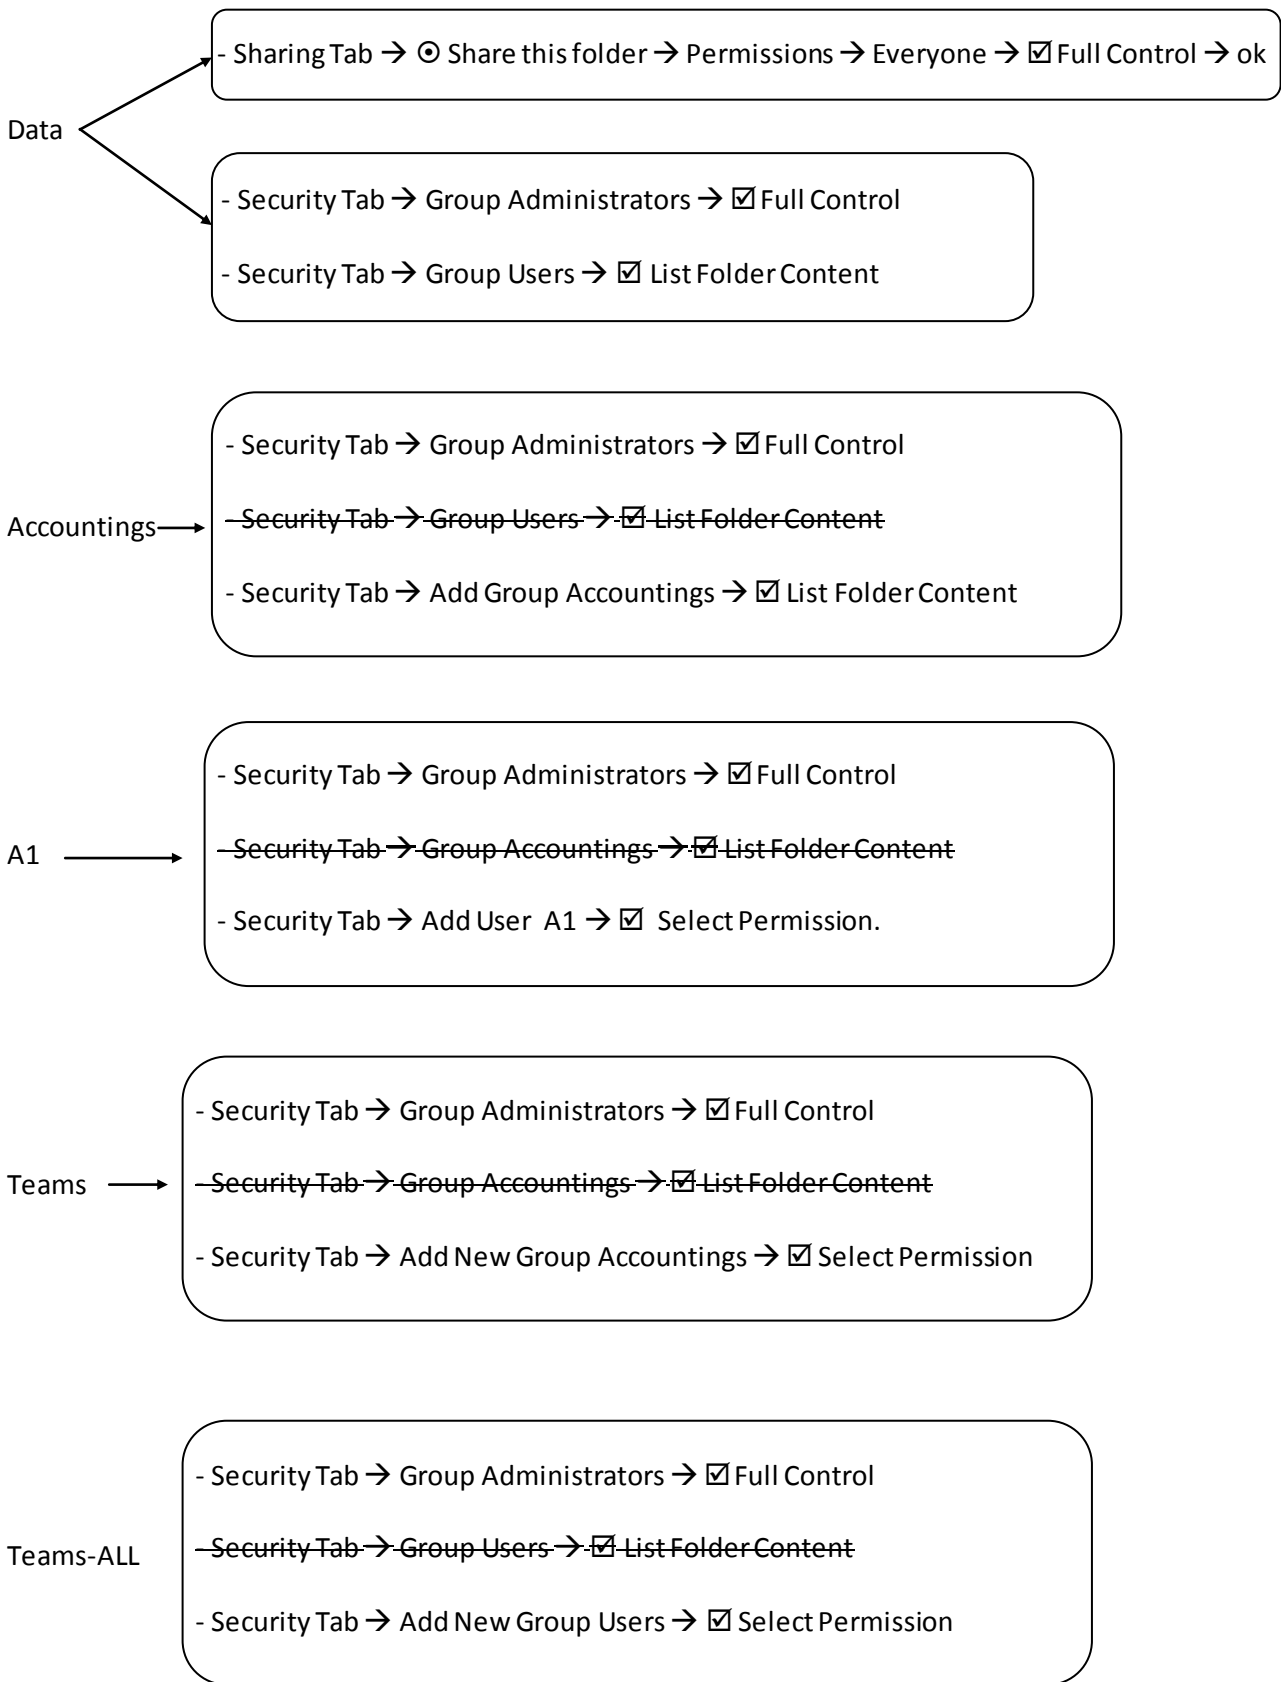 - Sharing Tab → ⊙ Share this folder → Permissions → Everyone → ☑ Full Control → ok
Data
- Security Tab → Group Administrators → ☑ Full Control
- Security Tab → Group Users → ☑ List Folder Content
- Security Tab → Group Administrators → ☑ Full Control
Accountings
- Security Tab → Group Users → ☑ List Folder Content
- Security Tab → Add Group Accountings → ☑ List Folder Content
- Security Tab → Group Administrators → ☑ Full Control
A1
- Security Tab → Group Accountings → ☑ List Folder Content
- Security Tab → Add User A1 → ☑ Select Permission.
- Security Tab → Group Administrators → ☑ Full Control
Teams
- Security Tab → Group Accountings → ☑ List Folder Content
- Security Tab → Add New Group Accountings → ☑ Select Permission
- Security Tab → Group Administrators → ☑ Full Control
Teams-ALL
- Security Tab → Group Users → ☑ List Folder Content
- Security Tab → Add New Group Users → ☑ Select Permission